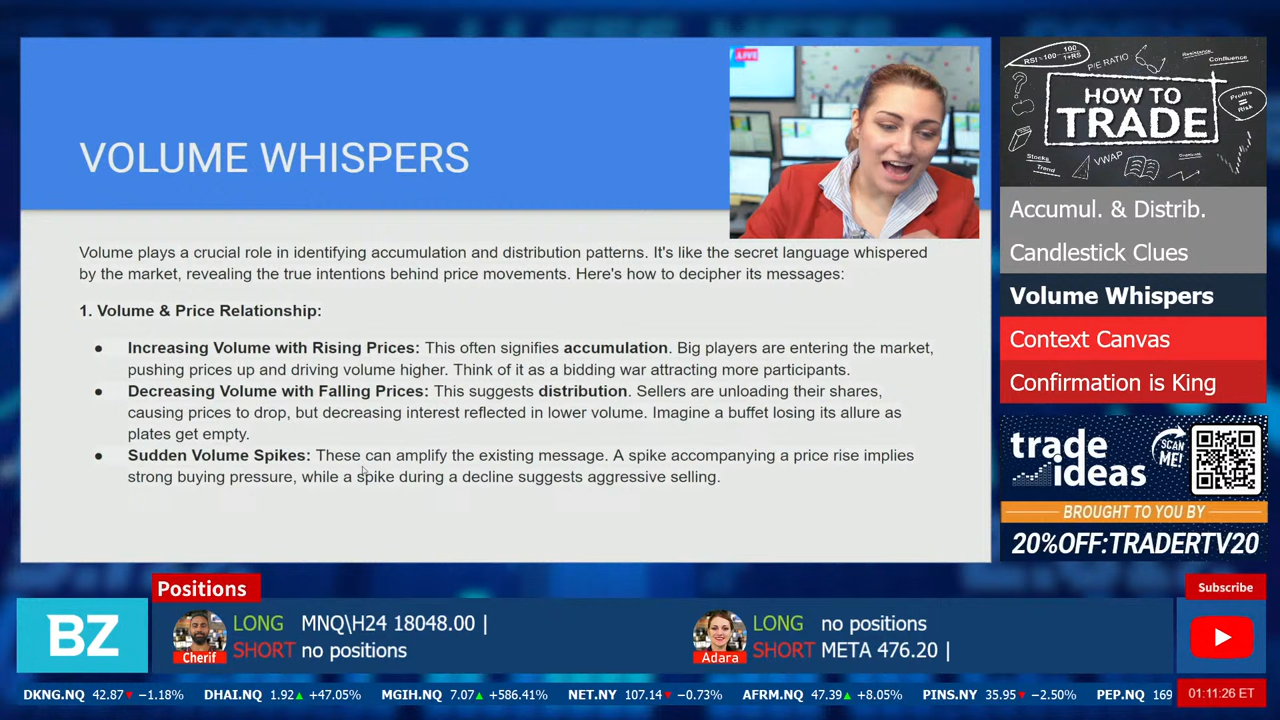 VOLUME WHISPERS
LIVE
Volume plays a crucial role in identifying accumulation and distribution patterns. It's like the secret language whispered
by the market, revealing the true intentions behind price movements. Here's how to decipher its messages:
1. Volume & Price Relationship:
● Increasing Volume with Rising Prices: This often signifies accumulation. Big players are entering the market,
pushing prices up and driving volume higher. Think of it as a bidding war attracting more participants.
● Decreasing Volume with Falling Prices: This suggests distribution. Sellers are unloading their shares,
causing prices to drop, but decreasing interest reflected in lower volume. Imagine a buffet losing its allure as
plates get empty.
● Sudden Volume Spikes: These can amplify the existing message. A spike accompanying a price rise implies
strong buying pressure, while a spike during a decline suggests aggressive selling.
P/E RATIO
Resistance
Confluence
HOW TO
TRADE
Profits
=
Risk
Stocks
Trend
VWAP
Accumul. & Distrib.
Candlestick Clues
Volume Whispers
Context Canvas
Confirmation is King
trade
ideas
SCAN
ME!
BROUGHT TO YOU BY
20%OFF:TRADERTV20
Positions
Subscribe
BZ
Cherif
LONG MNQ\H24 18048.00 |
SHORT no positions
Adara
LONG no positions
SHORT META 476.20 |
DKNG.NQ 42.87▼−1.18% DHAI.NQ 1.92▲+47.05% MGIH.NQ 7.07▲+586.41% NET.NY 107.14▼−0.73% AFRM.NQ 47.39▲+8.05% PINS.NY 35.95▼−2.50% PEP.NQ 169
01:11:26 ET